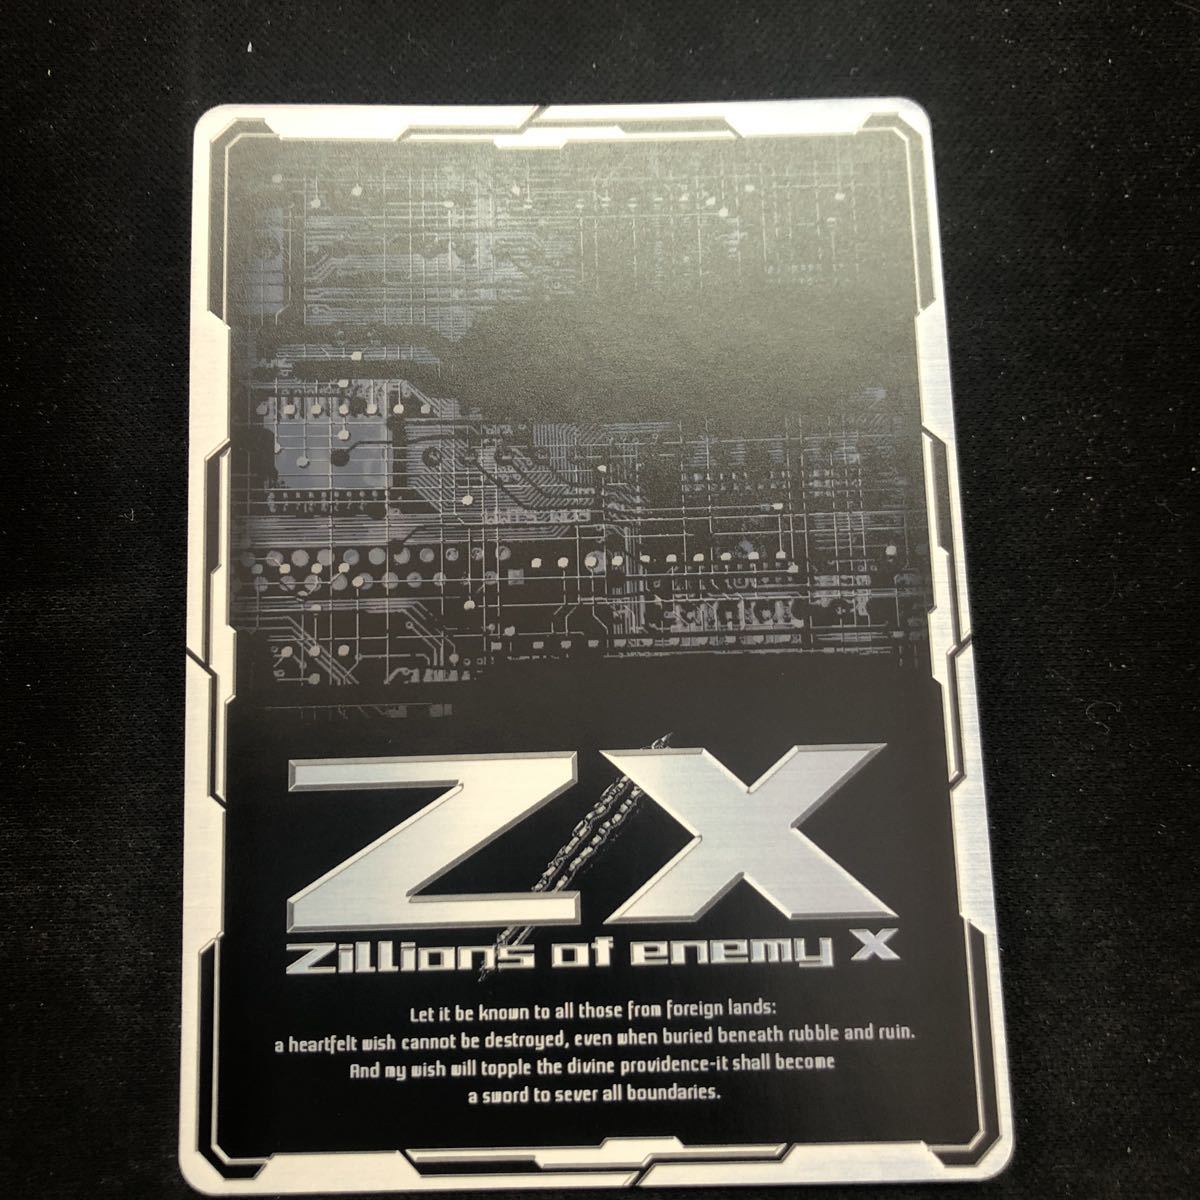 Z/X
Zillions of enemy X
Let it be known to all those from foreign lands:
a heartfelt wish cannot be destroyed, even when buried beneath rubble and ruin.
And my wish will topple the divine providence-it shall become
a sword to sever all boundaries.